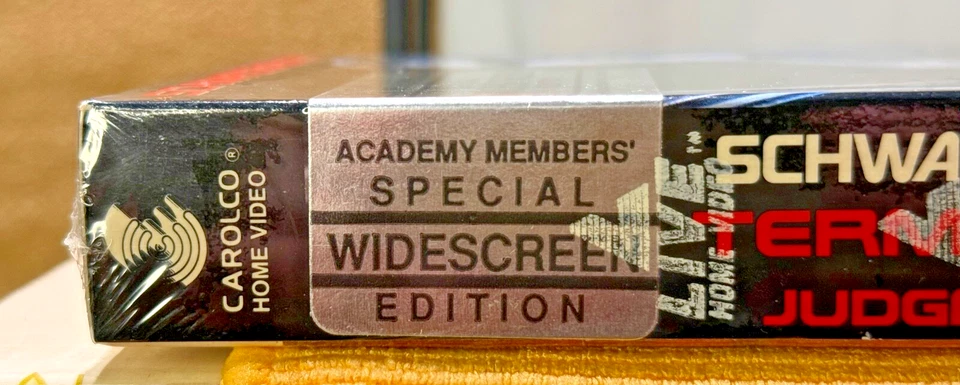 CAROLCO®
HOME VIDEO
ACADEMY MEMBERS'
SPECIAL
WIDESCREEN
EDITION
LIVE™
HOME VIDEO
SCHWA
TERM
JUDG